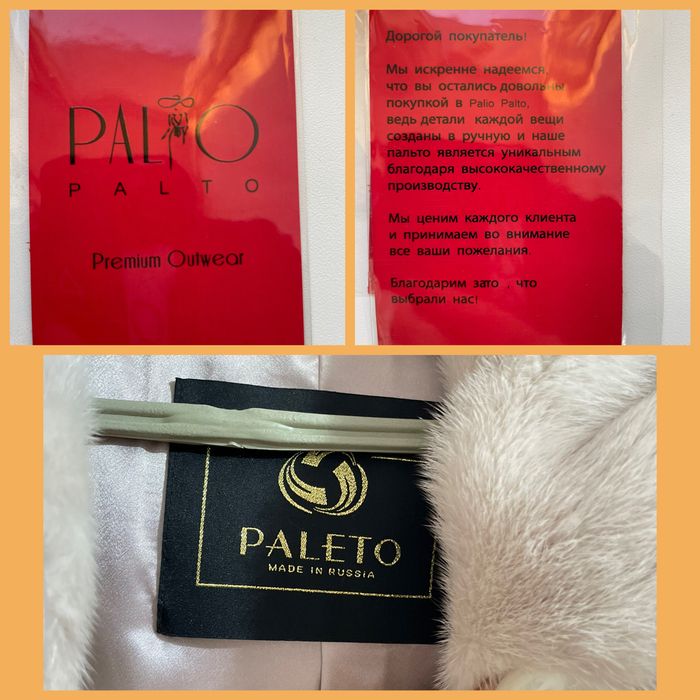 PALTO
PALTO
Premium Outwear
Дорогой покупатель!
Мы искренне надеемся,
что вы остались довольны
покупкой в Palio Palto,
ведь детали каждой вещи
созданы в ручную и наше
пальто является уникальным
благодаря высококачественному
производству.
Мы ценим каждого клиента
и принимаем во внимание
все ваши пожелания.
Благодарим зато , что
выбрали нас!
PALETO
MADE IN RUSSIA